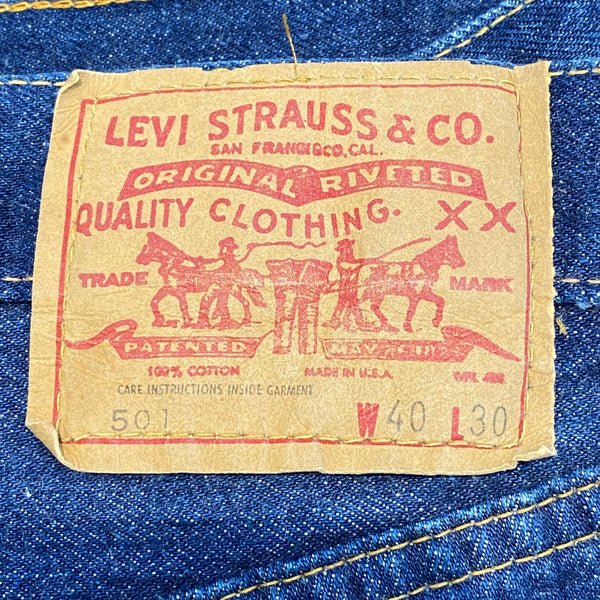 LEVI STRAUSS & CO.
SAN FRANCISCO, CAL.
ORIGINAL RIVETED
QUALITY CLOTHING. XX
TRADE MARK
PATENTED MAY
100% COTTON MADE IN U.S.A.
CARE INSTRUCTIONS INSIDE GARMENT
501 W 40 L 30